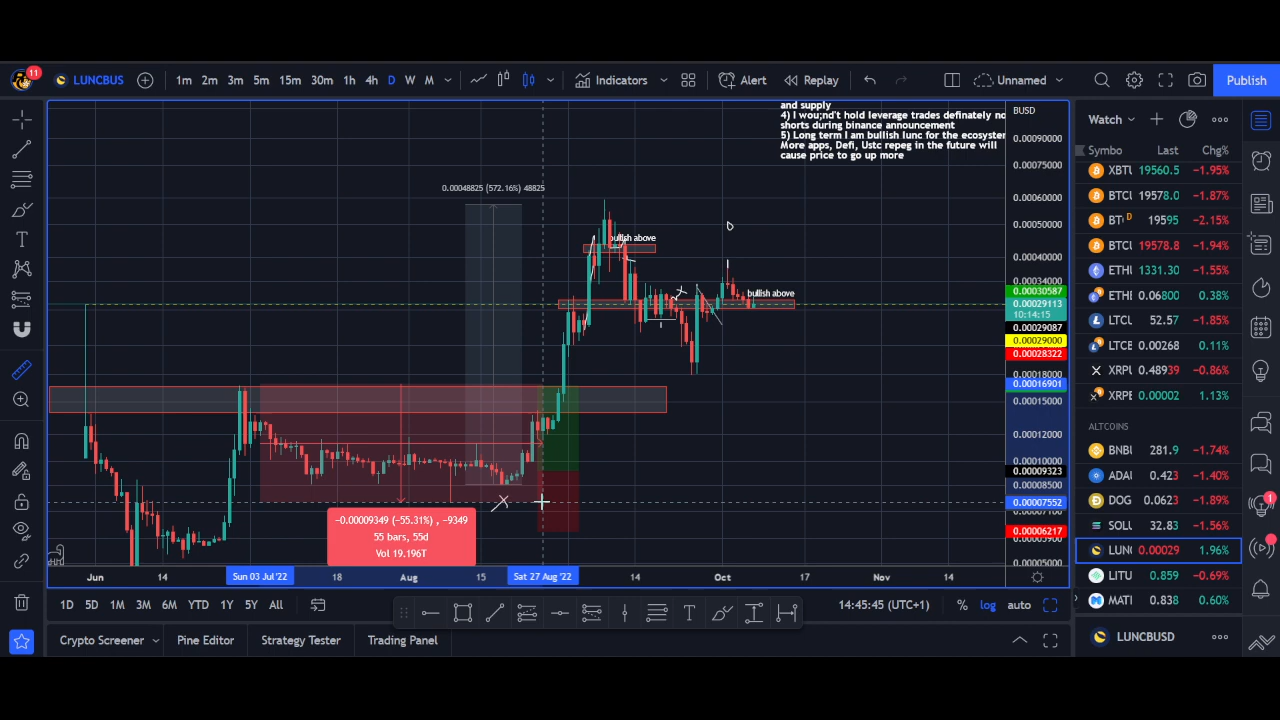 11
LUNCBUS
1m 2m 3m 5m 15m 30m 1h 4h D W M
Indicators
Alert
Replay
Unnamed
Publish
and supply
4) I wou;nd't hold leverage trades definately no
shorts during binance announcement
5) Long term I am bullish lunc for the ecosyster
More apps, Defi, Ustc repeg in the future will
cause price to go up more
BUSD
0.00090000
0.00075000
0.00060000
0.00050000
0.00040000
0.00034000
0.00030587
0.00029113
10:14:15
0.00029087
0.00029000
0.00028322
0.00018000
0.00016901
0.00015000
0.00012000
0.00010000
0.00009323
0.00008500
0.00007552
0.00006217
0.00005000
0.00048825 (572.16%) 48825
bullish above
bullish above
−0.00009349 (−55.31%) , −9349
55 bars, 55d
Vol 19.196T
Jun 14 Sun 03 Jul '22 18 Aug 15 Sat 27 Aug '22 14 Oct Nov 14
1D 5D 1M 3M 6M YTD 1Y 5Y All
14:45:45 (UTC+1) % log auto
Crypto Screener Pine Editor Strategy Tester Trading Panel
Watch
Symbo Last Chg%
XBTU 19560.5 −1.95%
BTCU 19578.0 −1.87%
BT D 19595 −2.15%
BTCU 19578.8 −1.94%
ETHU 1331.30 −1.55%
ETHE 0.06800 0.38%
LTCU 52.57 −1.85%
LTCE 0.00268 0.11%
XRPU 0.48939 −0.86%
XRPE 0.00002 1.13%
ALTCOINS
BNBI 281.9 −1.74%
ADAI 0.423 −1.40%
DOG 0.0623 −1.89%
SOLU 32.83 −1.56%
LUNC 0.00029 1.96%
LITU 0.859 −0.69%
MATI 0.838 0.60%
LUNCBUSD
1